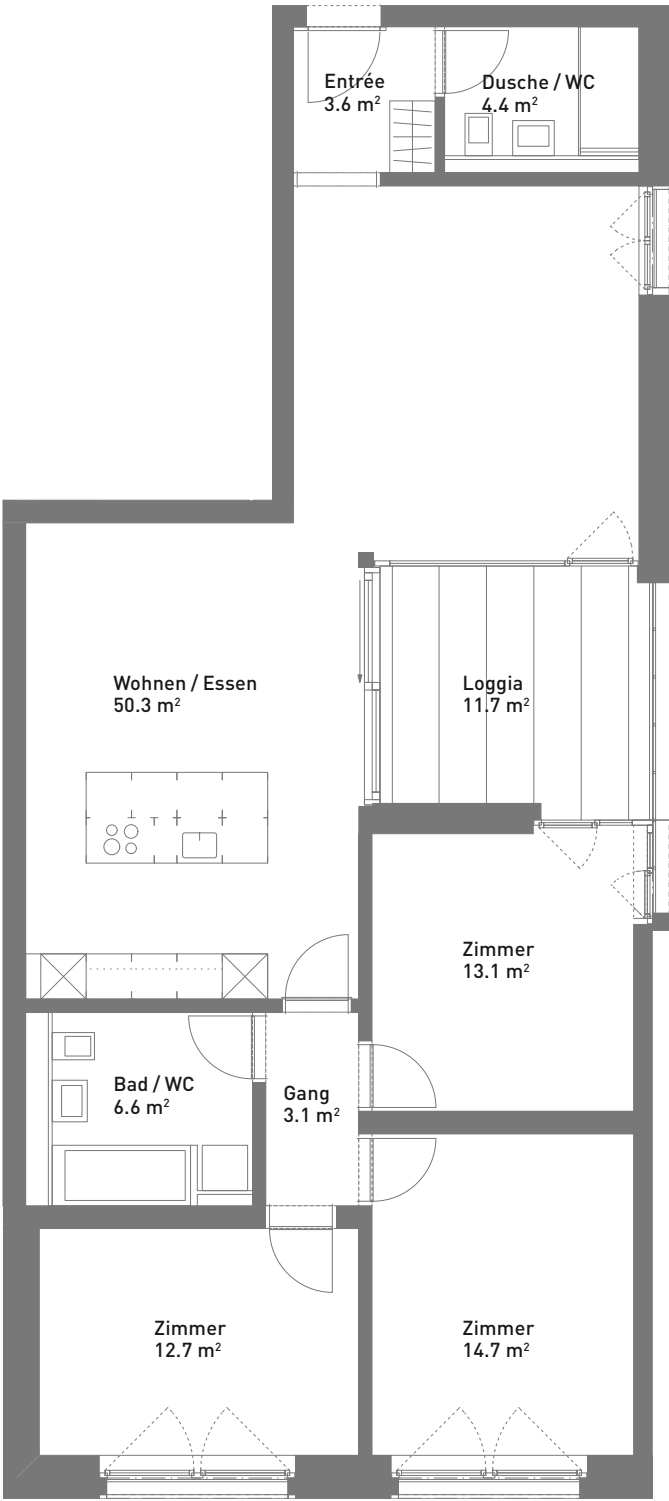 Entrée
3.6 m²
Dusche / WC
4.4 m²
Wohnen / Essen
50.3 m²
Loggia
11.7 m²
Zimmer
13.1 m²
Bad / WC
6.6 m²
Gang
3.1 m²
Zimmer
12.7 m²
Zimmer
14.7 m²